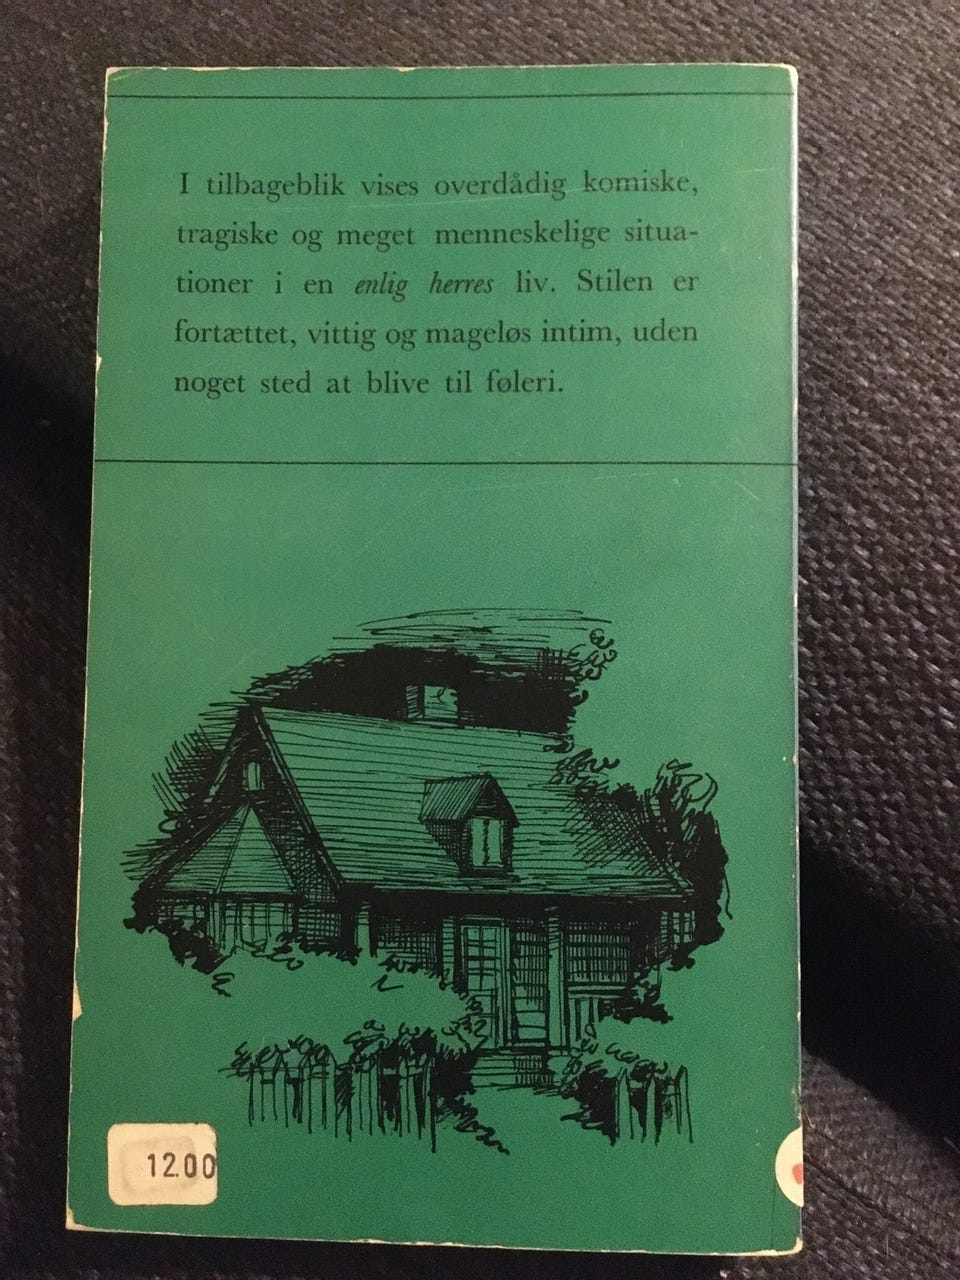 I tilbageblik vises overdådig komiske,
tragiske og meget menneskelige situa-
tioner i en enlig herres liv. Stilen er
fortættet, vittig og mageløs intim, uden
noget sted at blive til føleri.
12.00